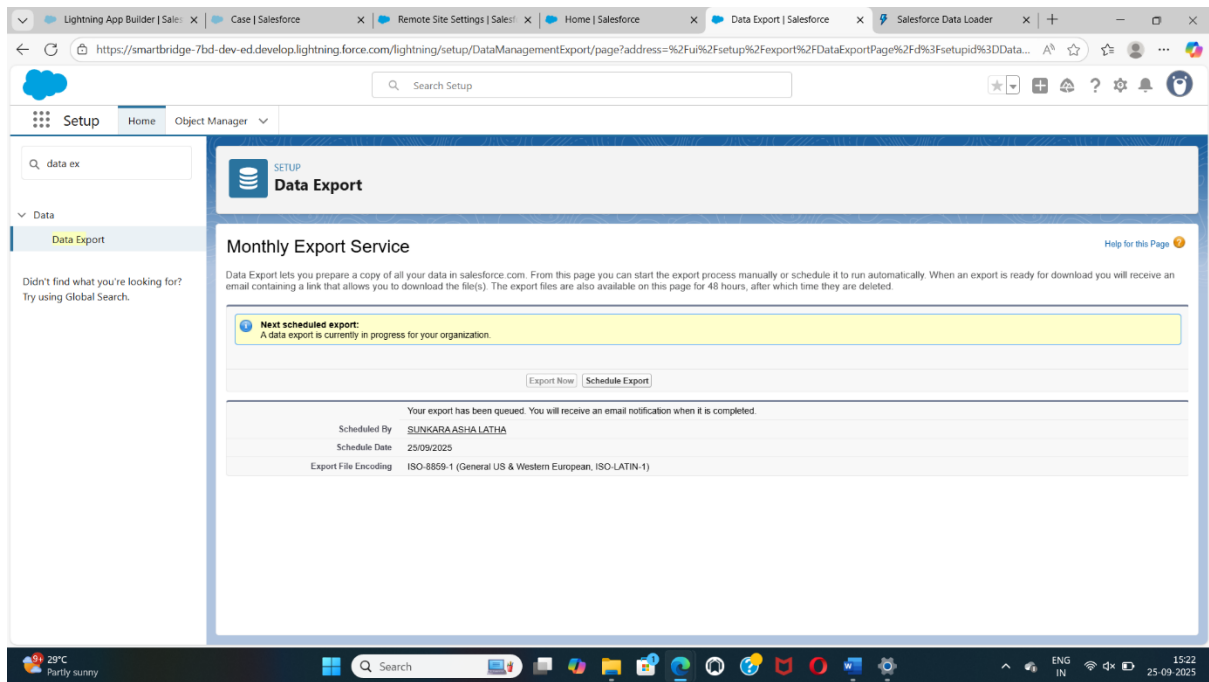 Lightning App Builder | Sales
Case | Salesforce
Remote Site Settings | Salesf
Home | Salesforce
Data Export | Salesforce
Salesforce Data Loader
https://smartbridge-7bd-dev-ed.develop.lightning.force.com/lightning/setup/DataManagementExport/page?address=%2Fui%2Fsetup%2Fexport%2FDataExportPage%2Fd%3Fsetupid%3DData...
Search Setup
Setup Home Object Manager
data ex
Data
Data Export
Didn't find what you're looking for?
Try using Global Search.
SETUP
Data Export
Monthly Export Service
Help for this Page
Data Export lets you prepare a copy of all your data in salesforce.com. From this page you can start the export process manually or schedule it to run automatically. When an export is ready for download you will receive an
email containing a link that allows you to download the file(s). The export files are also available on this page for 48 hours, after which time they are deleted.
Next scheduled export:
A data export is currently in progress for your organization.
Export Now Schedule Export
Your export has been queued. You will receive an email notification when it is completed.
Scheduled By SUNKARA ASHA LATHA
Schedule Date 25/09/2025
Export File Encoding ISO-8859-1 (General US & Western European, ISO-LATIN-1)
29°C
Partly sunny
Search
ENG
IN
15:22
25-09-2025